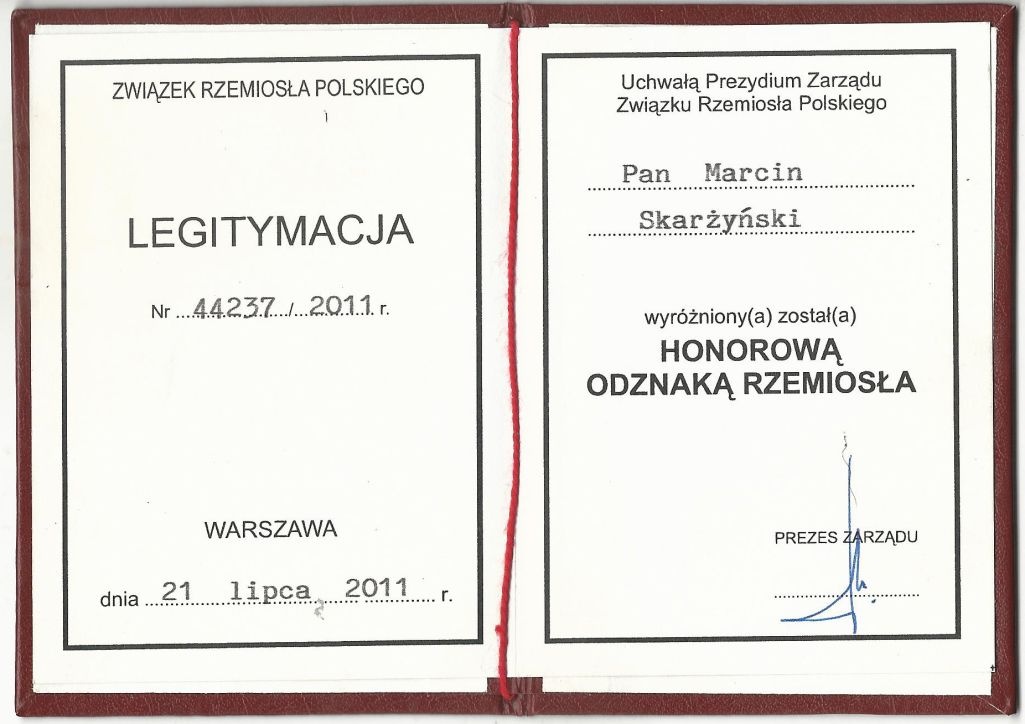 ZWIĄZEK RZEMIOSŁA POLSKIEGO
LEGITYMACJA
Nr ...44237.../...2011... r.
WARSZAWA
dnia ...21 lipca 2011... r.
Uchwałą Prezydium Zarządu
Związku Rzemiosła Polskiego
Pan Marcin
Skarżyński
wyróżniony(a) został(a)
HONOROWĄ
ODZNAKĄ RZEMIOSŁA
PREZES ZARZĄDU